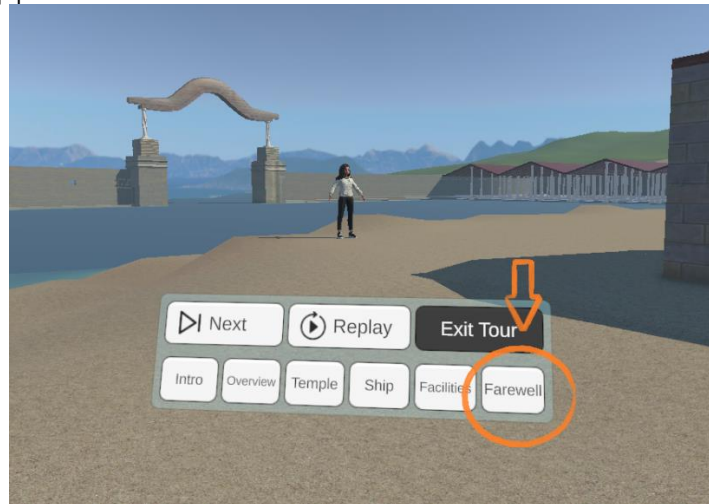 Next
Replay
Exit Tour
Intro
Overview
Temple
Ship
Facilities
Farewell